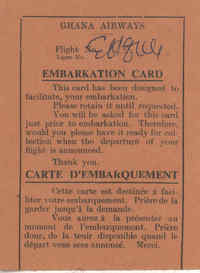 GHANA AIRWAYS
Flight
EMBARKATION CARD
This card has been designed to
facilitate, your embarkation.
Please retain it until requested.
You will be asked for this card
just prior to embarkation. Therefore,
would you please have it ready for col-
lection when the departure of your
flight is announced.
Thank you.
CARTE D'EMBARQUEMENT
Cette carte est destinée à faci-
liter votre embarquement. Prière de la
garder jusqu'à la demande.
Vous aurez à la présenter au
moment de l'embarquement. Prière
donc, de la tenir disponible quand le
départ vous sera annoncé. Merci.